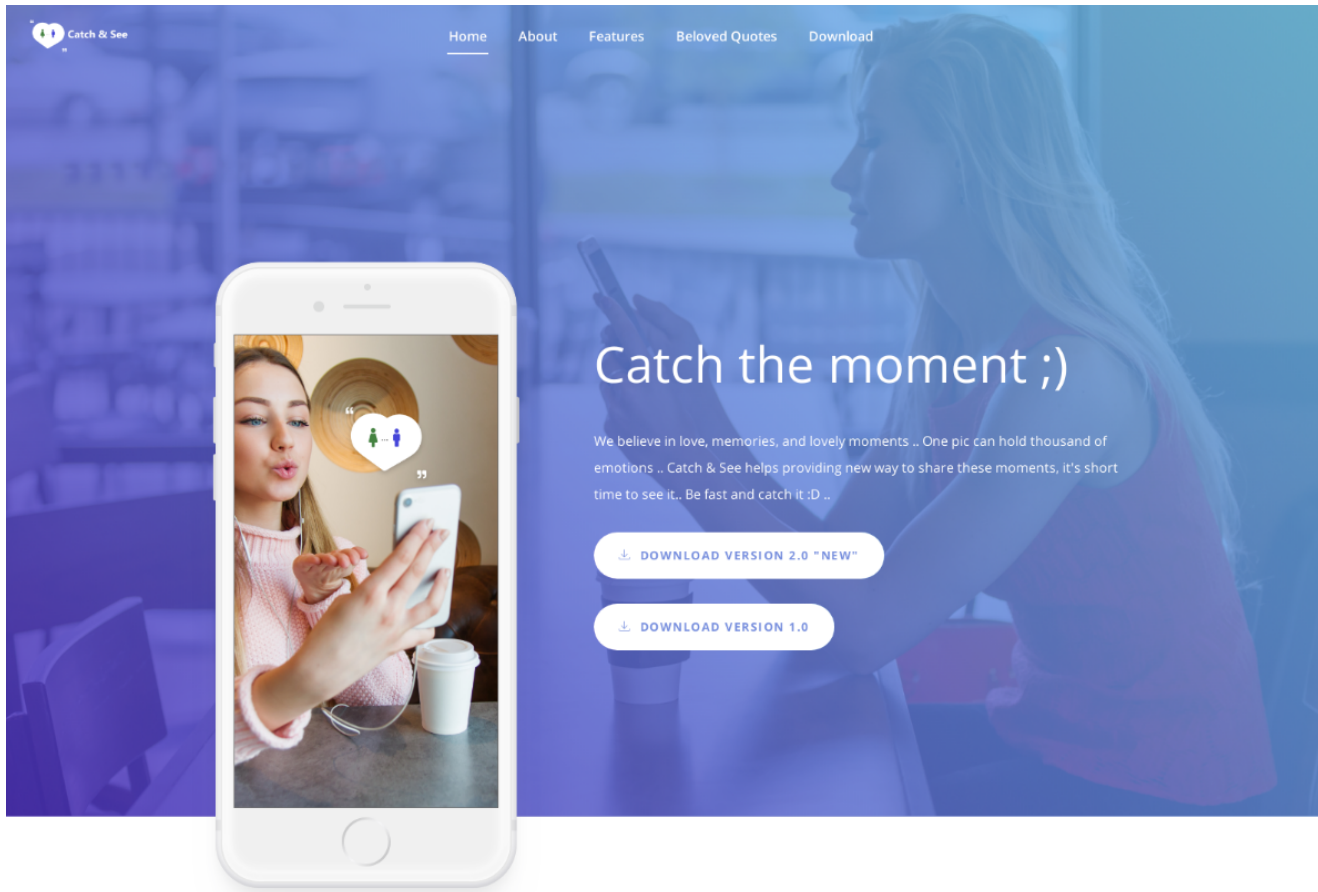 Catch & See
Home About Features Beloved Quotes Download
Catch the moment ;)
We believe in love, memories, and lovely moments .. One pic can hold thousand of
emotions .. Catch & See helps providing new way to share these moments, it's short
time to see it.. Be fast and catch it :D ..
DOWNLOAD VERSION 2.0 "NEW"
DOWNLOAD VERSION 1.0